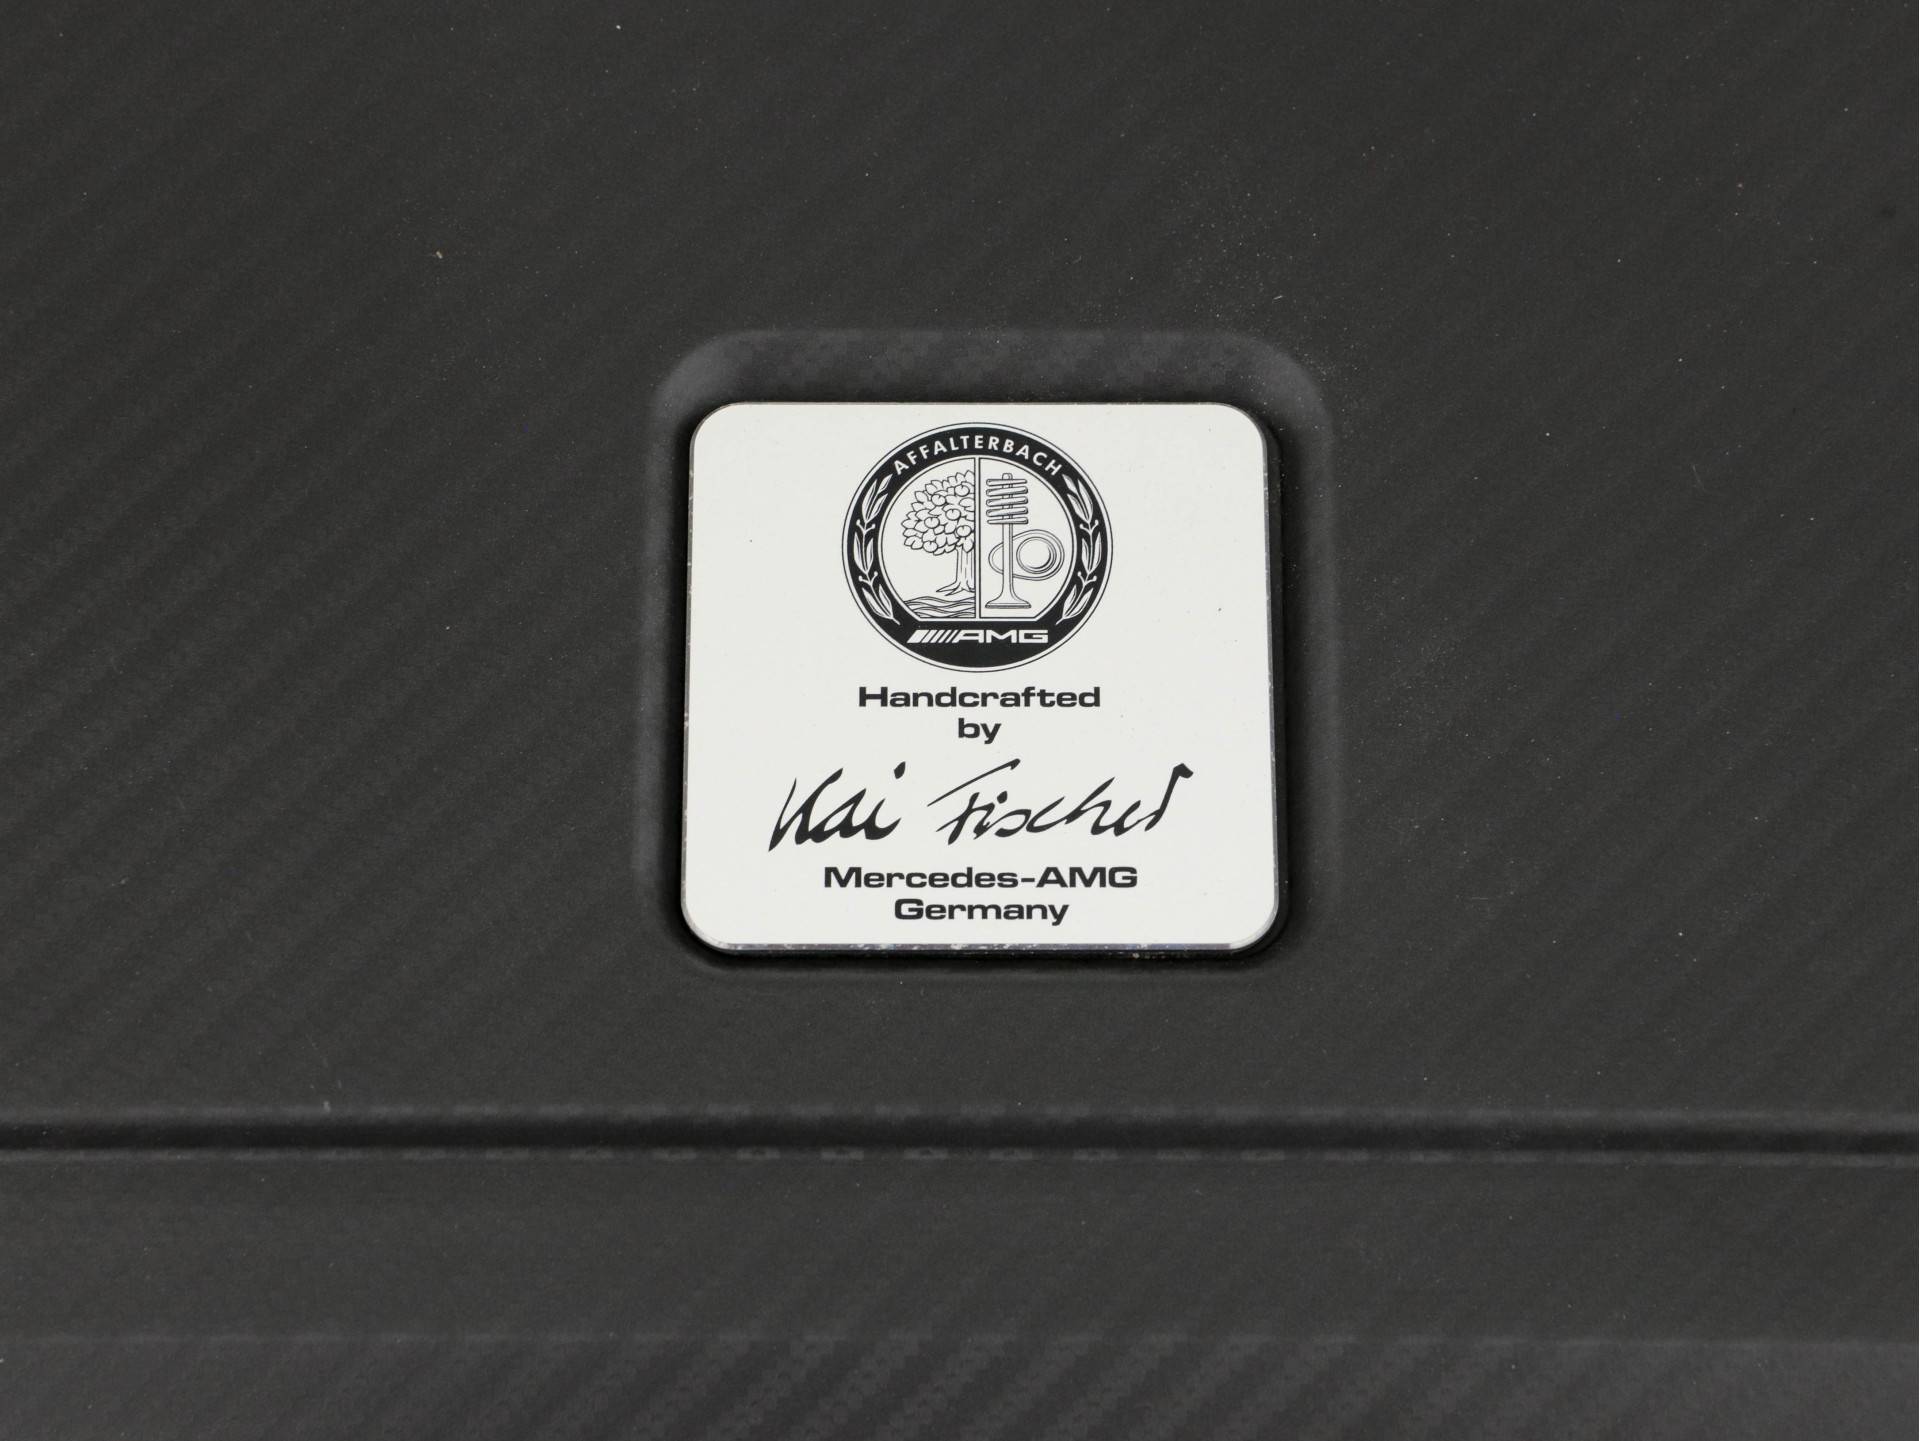 AFFALTERBACH
AMG
Handcrafted
by
Kai Fischer
Mercedes-AMG
Germany